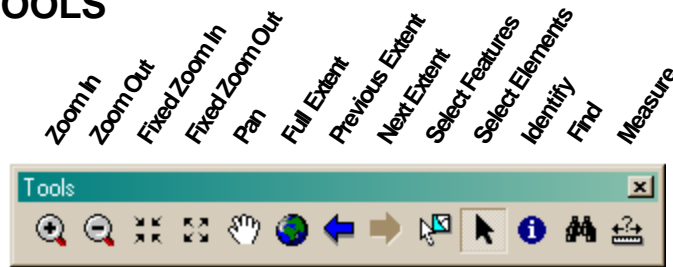 TOOLS
Zoom In
Zoom Out
Fixed Zoom In
Fixed Zoom Out
Pan
Full Extent
Previous Extent
Next Extent
Select Features
Select Elements
Identify
Find
Measure
Tools